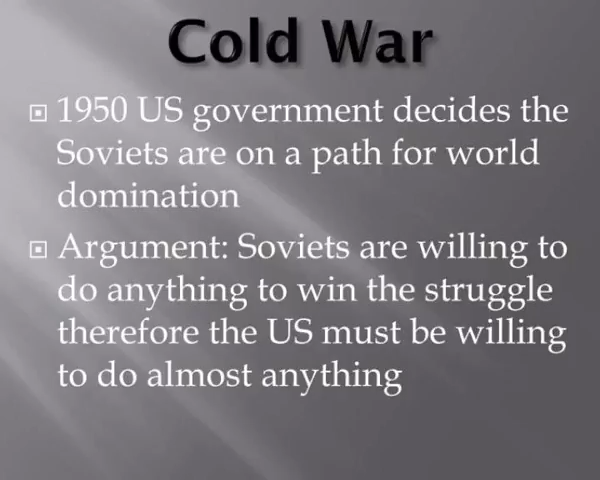 Cold War
1950 US government decides the
Soviets are on a path for world
domination
Argument: Soviets are willing to
do anything to win the struggle
therefore the US must be willing
to do almost anything